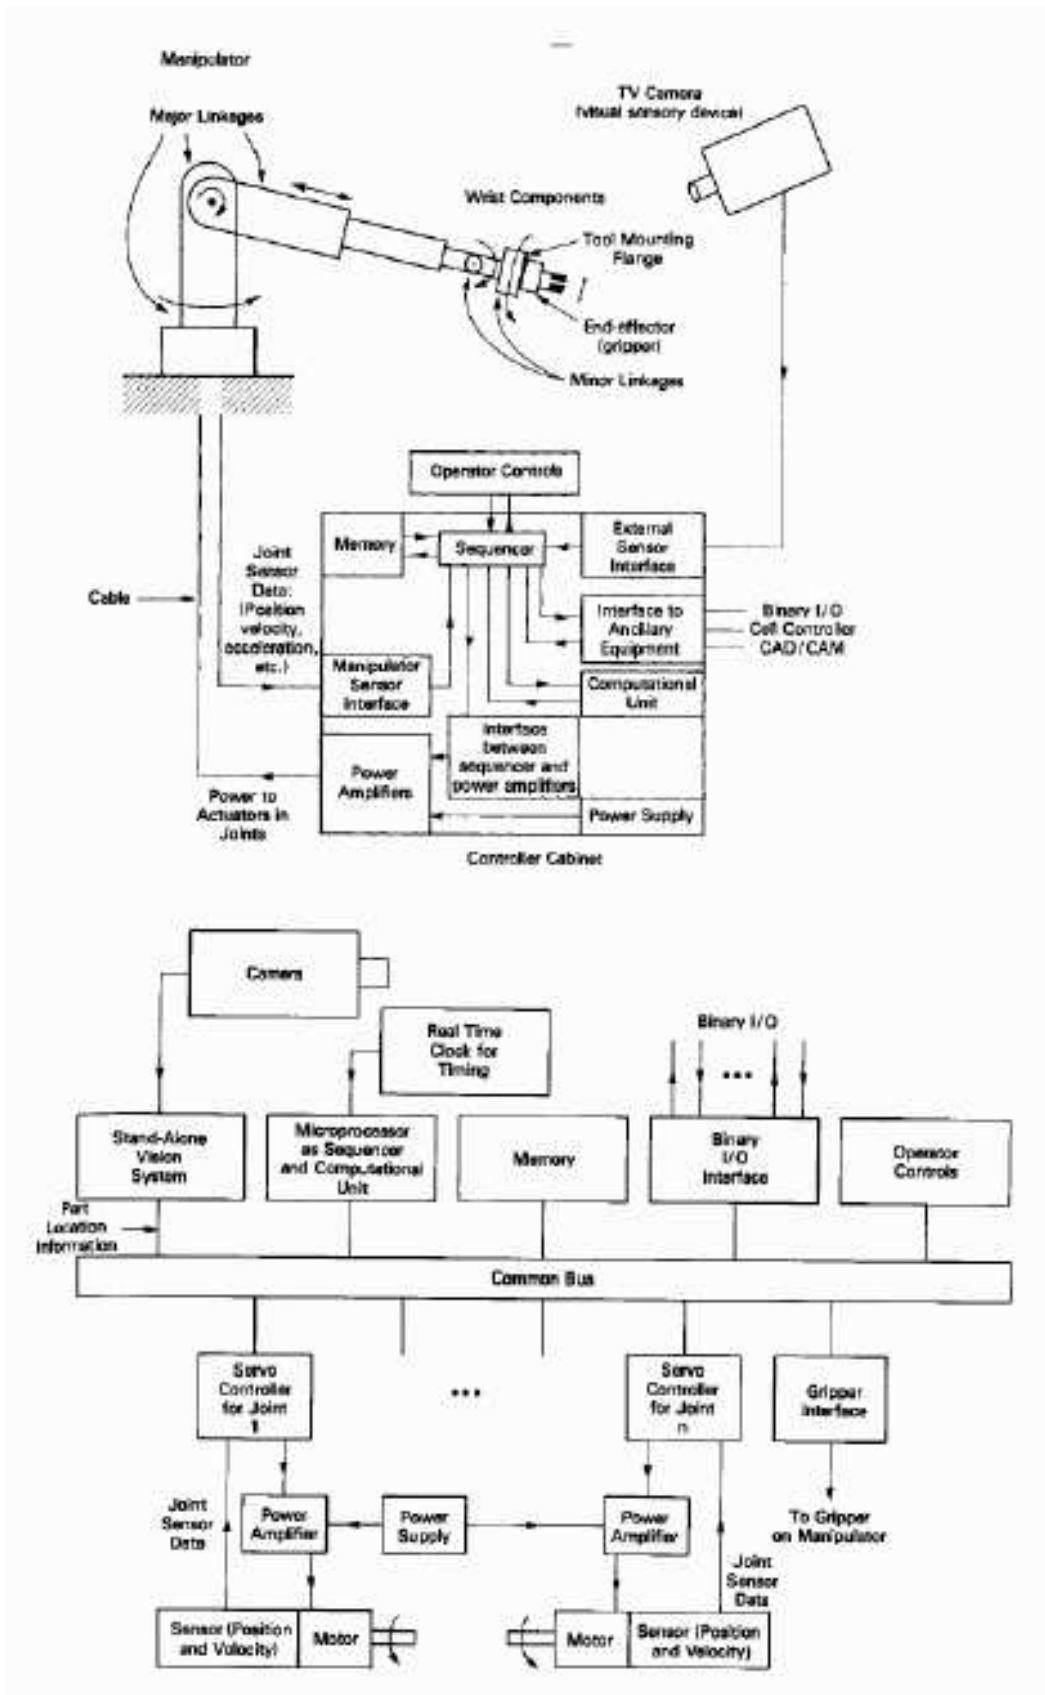 Manipulator
Major Linkages
TV Camera
(visual sensory device)
Wrist Components
Tool Mounting
Flange
End-effector
(gripper)
Minor Linkages
Operator Controls
Memory
Sequencer
External
Sensor
Interface
Joint
Sensor
Data:
(Position
velocity,
acceleration,
etc.)
Cable
Interface to
Ancillary
Equipment
Binary I/O
Cell Controller
CAD/CAM
Manipulator
Sensor
Interface
Computational
Unit
Interface
between
sequencer and
power amplifiers
Power
Amplifiers
Power to
Actuators in
Joints
Power Supply
Controller Cabinet
Camera
Real Time
Clock for
Timing
Binary I/O
Stand-Alone
Vision
System
Microprocessor
as Sequencer
and Computational
Unit
Memory
Binary
I/O
Interface
Operator
Controls
Part
Location
Information
Common Bus
Servo
Controller
for Joint
1
...
Servo
Controller
for Joint
n
Gripper
Interface
Joint
Sensor
Data
Power
Amplifier
Power
Supply
Power
Amplifier
To Gripper
on Manipulator
Joint
Sensor
Data
Sensor (Position
and Velocity)
Motor
Motor
Sensor (Position
and Velocity)